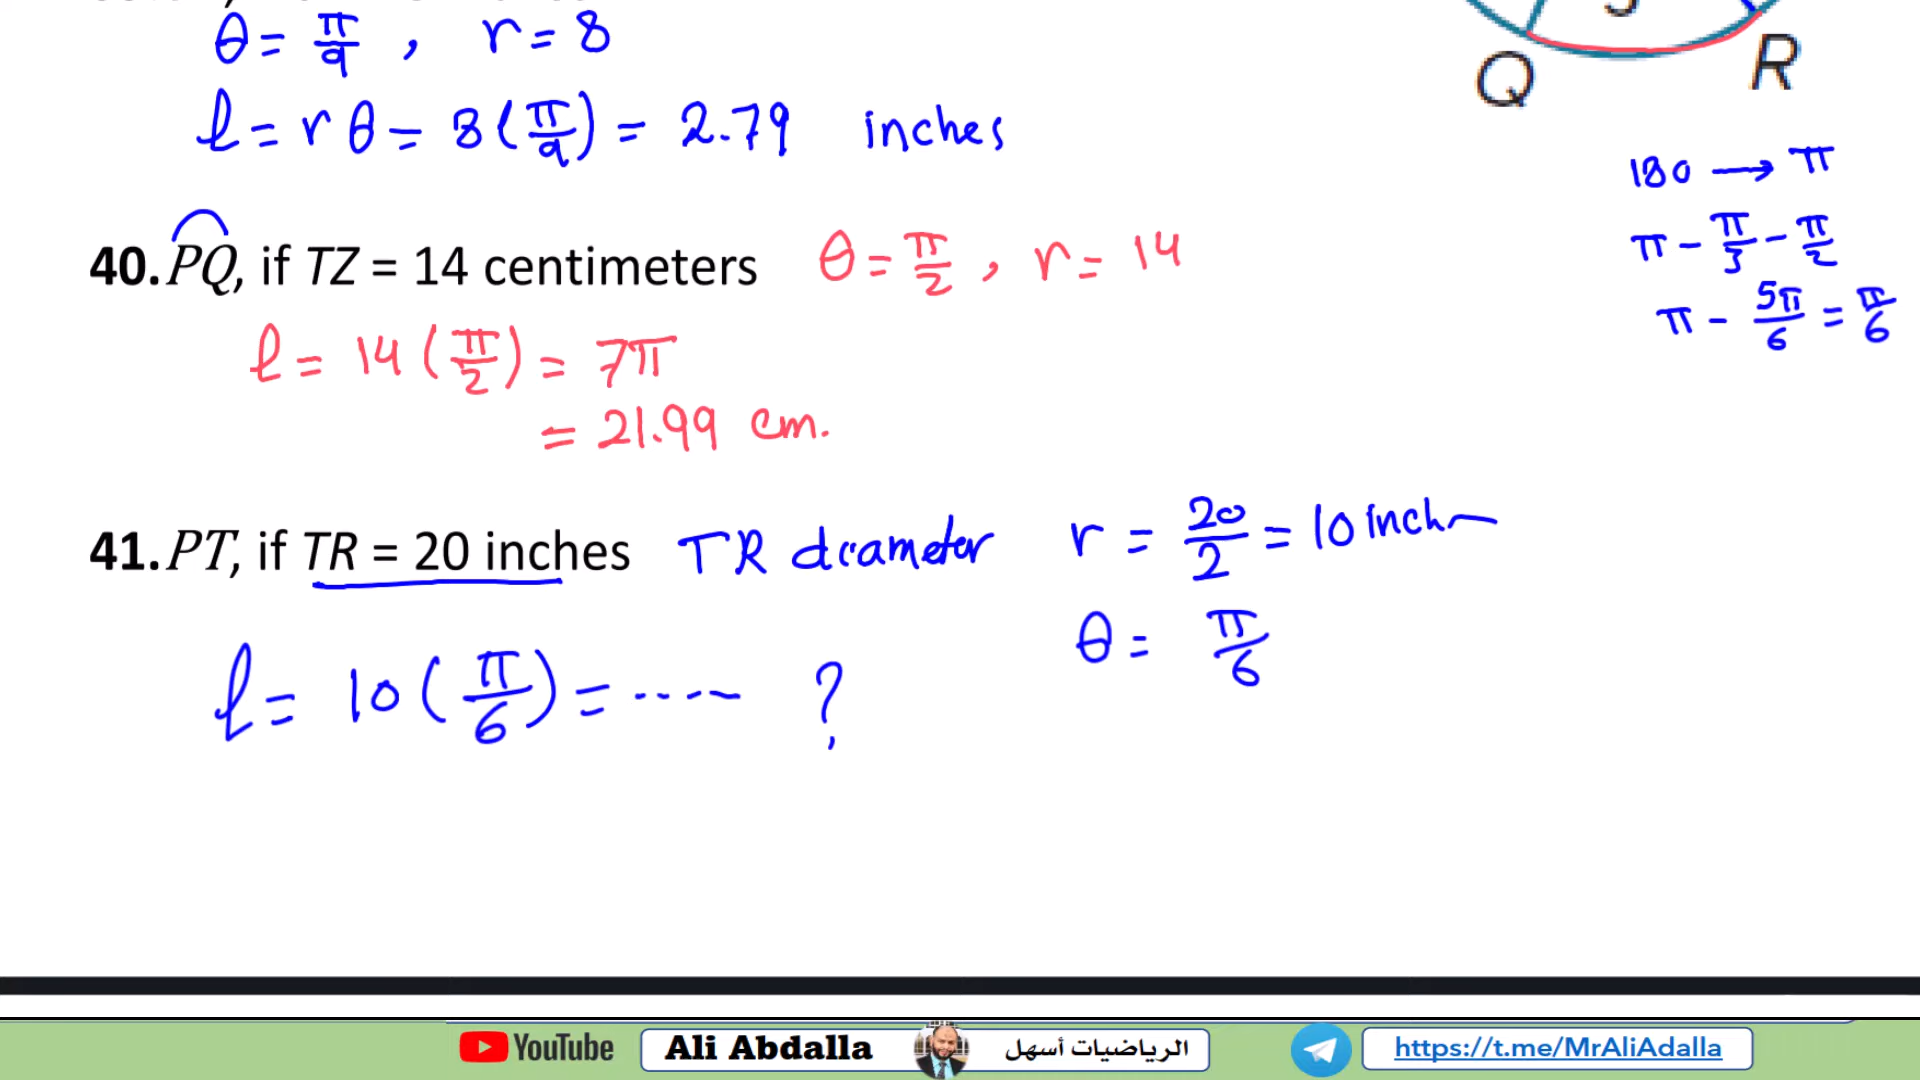 θ = π/9 , r = 8
l = r θ = 8 (π/9) = 2.79 inches
Q
R
180 → π
π - π/3 - π/2
π - 5π/6 = π/6
40. PQ, if TZ = 14 centimeters θ = π/2 , r = 14
l = 14 (π/2) = 7π
= 21.99 cm.
41. PT, if TR = 20 inches TR diameter r = 20/2 = 10 inch
θ = π/6
l = 10 (π/6) = ----- ?
YouTube Ali Abdalla الرياضيات أسهل https://t.me/MrAliAdalla